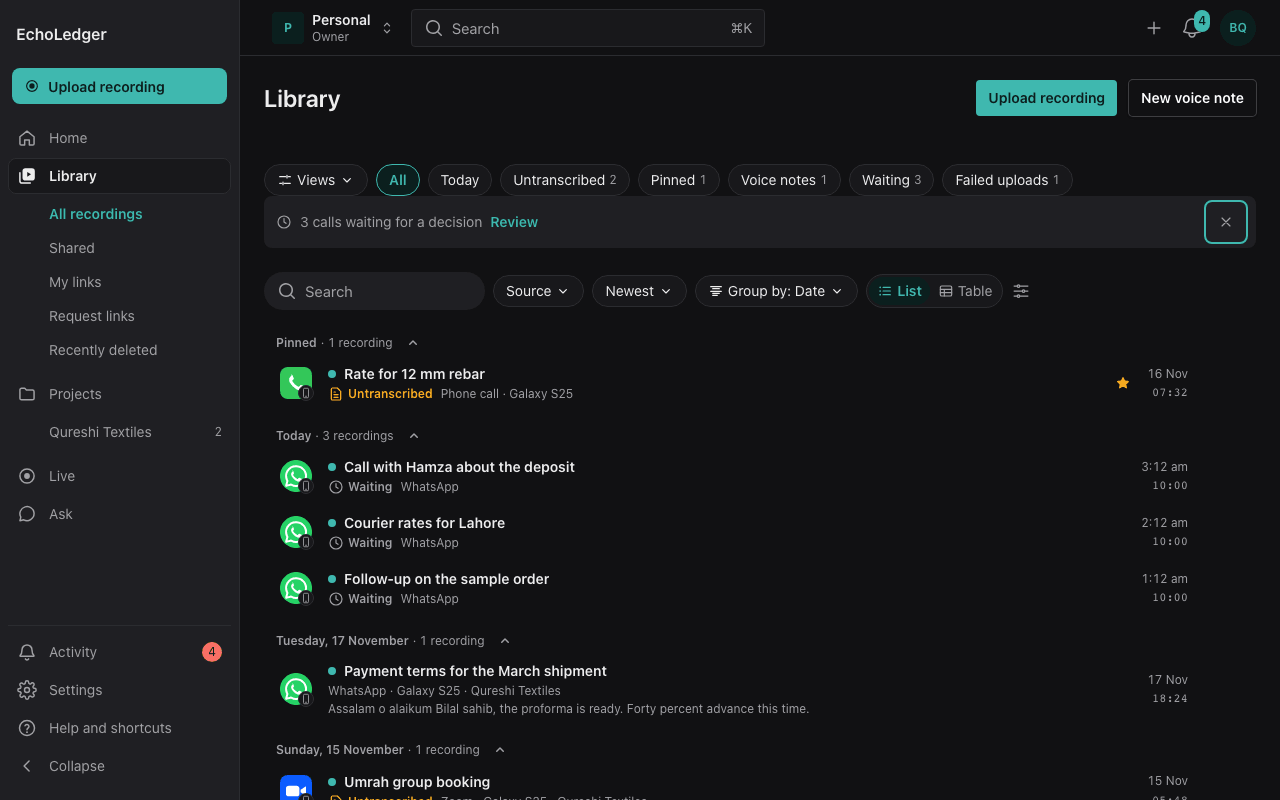 EchoLedger
Upload recording
Home
Library
All recordings
Shared
My links
Request links
Recently deleted
Projects
Qureshi Textiles 2
Live
Ask
Activity 4
Settings
Help and shortcuts
Collapse
P Personal
Owner
Search ⌘K
4
BQ
Library
Upload recording
New voice note
Views All Today Untranscribed 2 Pinned 1 Voice notes 1 Waiting 3 Failed uploads 1
3 calls waiting for a decision Review
Search Source Newest Group by: Date List Table
Pinned · 1 recording
Rate for 12 mm rebar 16 Nov
Untranscribed Phone call · Galaxy S25 07:32
Today · 3 recordings
Call with Hamza about the deposit 3:12 am
Waiting WhatsApp 10:00
Courier rates for Lahore 2:12 am
Waiting WhatsApp 10:00
Follow-up on the sample order 1:12 am
Waiting WhatsApp 10:00
Tuesday, 17 November · 1 recording
Payment terms for the March shipment 17 Nov
WhatsApp · Galaxy S25 · Qureshi Textiles 18:24
Assalam o alaikum Bilal sahib, the proforma is ready. Forty percent advance this time.
Sunday, 15 November · 1 recording
Umrah group booking 15 Nov
Untranscribed Zoom · Galaxy S25 · Qureshi Textiles